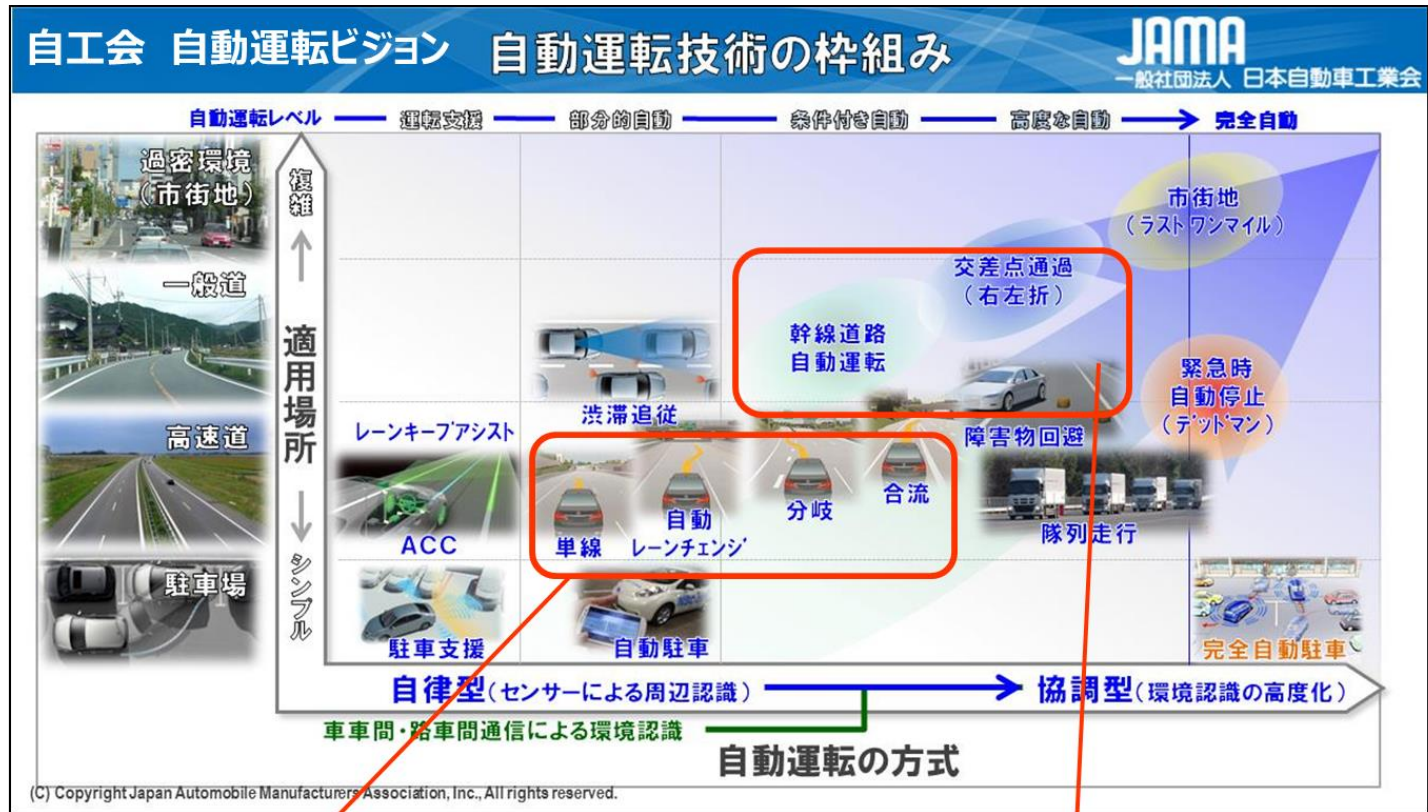 自工会 自動運転ビジョン 自動運転技術の枠組み
JAMA
一般社団法人 日本自動車工業会
自動運転レベル 運転支援 部分的自動 条件付き自動 高度な自動 完全自動
過密環境
(市街地)
一般道
高速道
駐車場
複雑
適用場所
シンプル
市街地
(ラストワンマイル)
交差点通過
(右左折)
幹線道路
自動運転
緊急時
自動停止
(デットマン)
渋滞追従
レーンキープアシスト
障害物回避
ACC
単線
自動
レーンチェンジ
分岐
合流
隊列走行
駐車支援
自動駐車
完全自動駐車
自律型(センサーによる周辺認識)
協調型(環境認識の高度化)
車車間・路車間通信による環境認識
自動運転の方式
(C) Copyright Japan Automobile Manufacturers Association, Inc., All rights reserved.